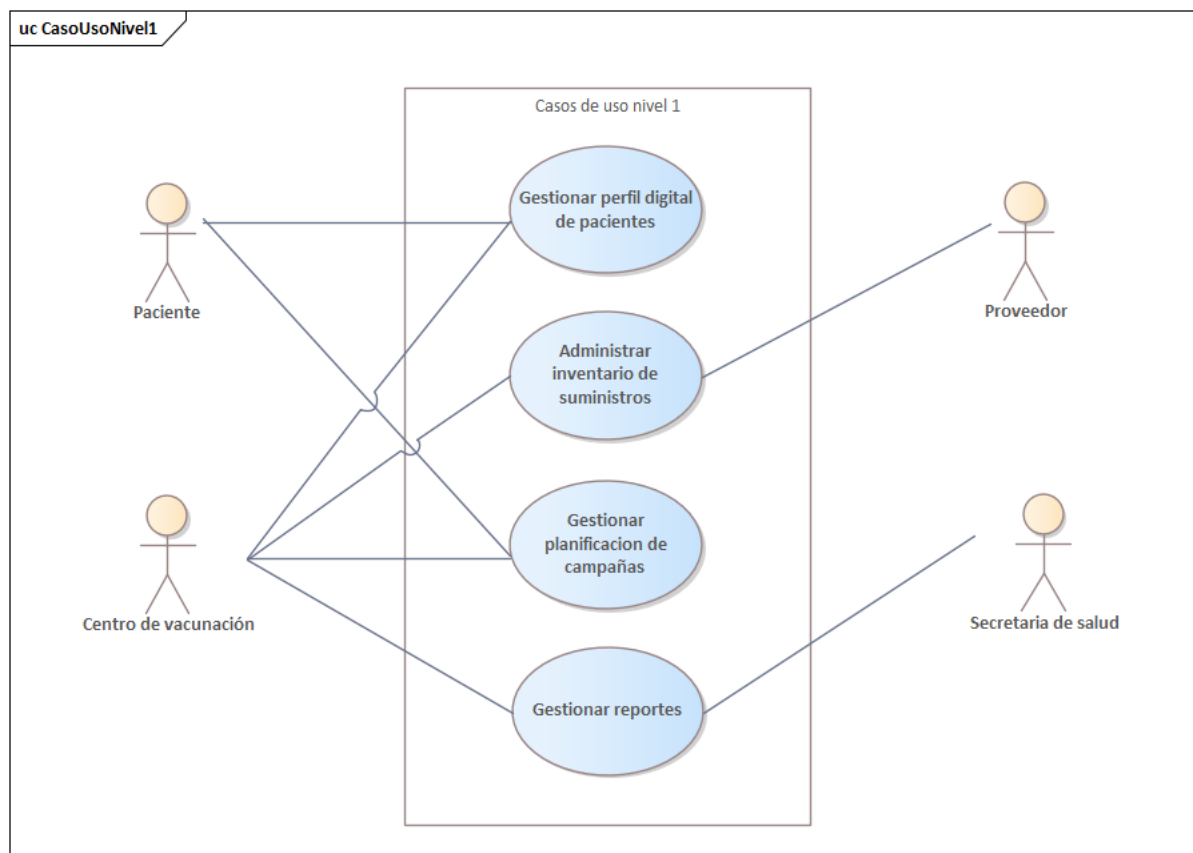 uc CasoUsoNivel1
Casos de uso nivel 1
Gestionar perfil digital
de pacientes
Paciente
Proveedor
Administrar
inventario de
suministros
Gestionar
planificacion de
campañas
Centro de vacunación
Secretaria de salud
Gestionar reportes